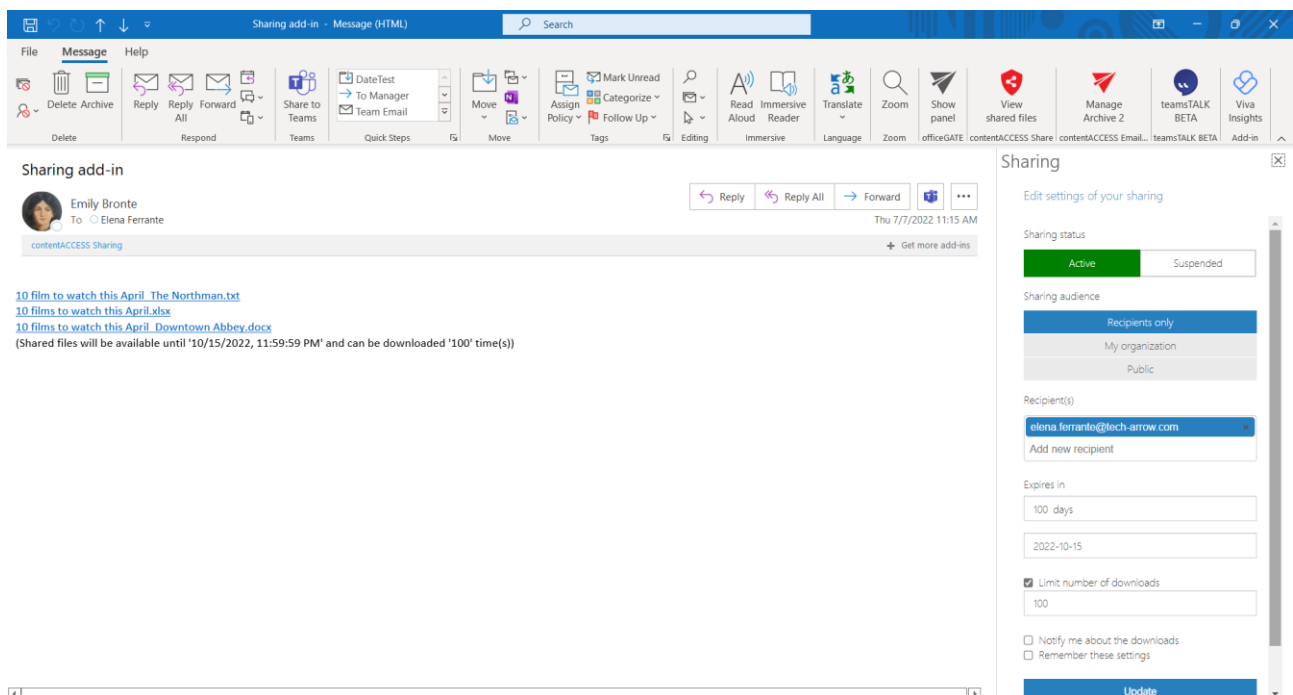 Sharing add-in - Message (HTML)
Search
File Message Help
Delete Archive
Reply Reply All Forward
Share to Teams
DateTest
To Manager
Team Email
Move
Assign Policy
Mark Unread
Categorize
Follow Up
Read Aloud Immersive Reader
Translate
Zoom
Show panel
View shared files
Manage Archive 2
teamsTALK BETA
Viva Insights
Delete Respond Teams Quick Steps Move Tags Editing Immersive Language Zoom officeGATE contentACCESS Share contentACCESS Email... teamsTALK BETA Add-in
Sharing add-in
Emily Bronte
To Elena Ferrante
Reply Reply All Forward
Thu 7/7/2022 11:15 AM
contentACCESS Sharing
+ Get more add-ins
10 film to watch this April_The Northman.txt
10 films to watch this April.xlsx
10 films to watch this April_Downtown Abbey.docx
(Shared files will be available until '10/15/2022, 11:59:59 PM' and can be downloaded '100' time(s))
Sharing
Edit settings of your sharing
Sharing status
Active Suspended
Sharing audience
Recipients only
My organization
Public
Recipient(s)
elena.ferrante@tech-arrow.com ×
Add new recipient
Expires in
100 days
2022-10-15
Limit number of downloads
100
Notify me about the downloads
Remember these settings
Update